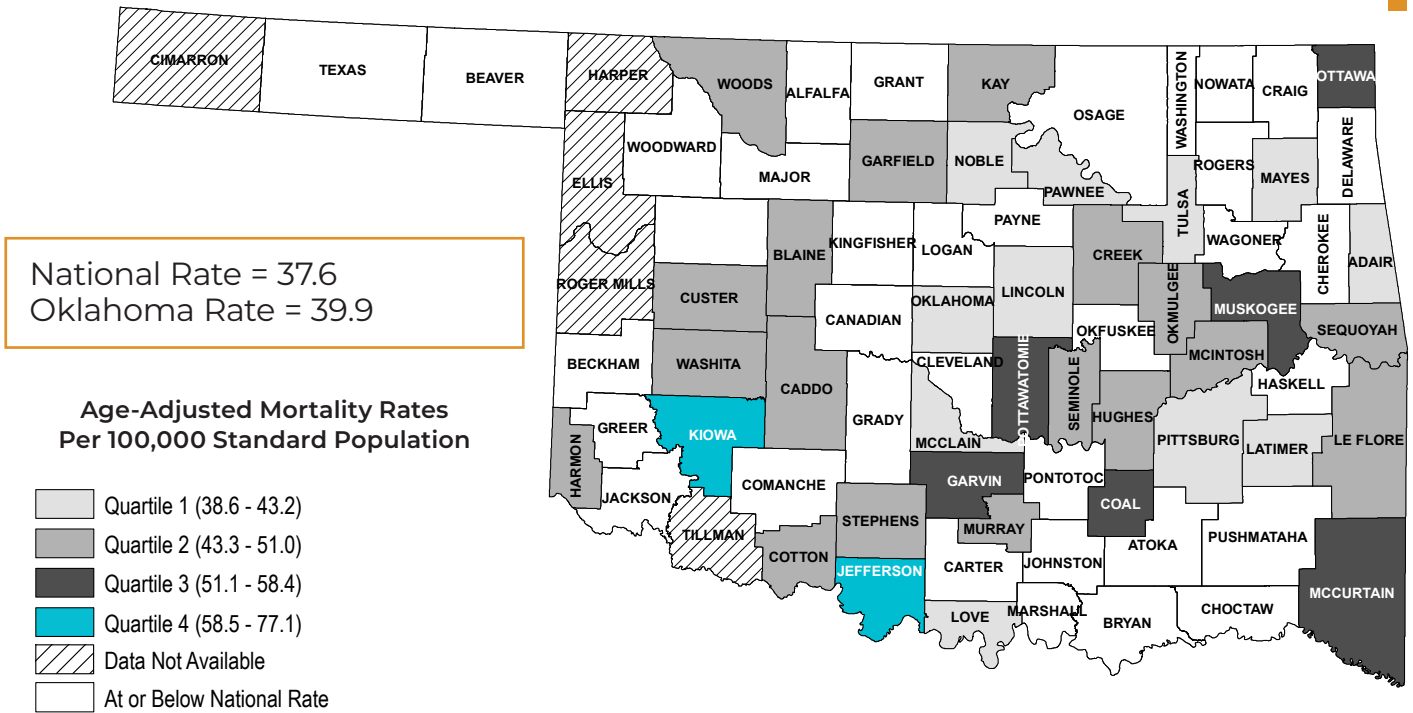 CIMARRON
TEXAS
BEAVER
HARPER
WOODS
ALFALFA
GRANT
KAY
OSAGE
WASHINGTON
NOWATA
CRAIG
OTTAWA
WOODWARD
MAJOR
GARFIELD
NOBLE
PAWNEE
TULSA
ROGERS
MAYES
DELAWARE
ELLIS
ROGER MILLS
BLAINE
KINGFISHER
LOGAN
PAYNE
CREEK
WAGONER
CHEROKEE
ADAIR
National Rate = 37.6
Oklahoma Rate = 39.9
CUSTER
CANADIAN
OKLAHOMA
LINCOLN
OKFUSKEE
OKMULGEE
MUSKOGEE
SEQUOYAH
BECKHAM
WASHITA
CADDO
CLEVELAND
POTTAWATOMIE
SEMINOLE
MCINTOSH
HASKELL
Age-Adjusted Mortality Rates
Per 100,000 Standard Population
HARMON
GREER
KIOWA
GRADY
MCCLAIN
HUGHES
PITTSBURG
LATIMER
LE FLORE
JACKSON
COMANCHE
GARVIN
PONTOTOC
COAL
TILLMAN
COTTON
STEPHENS
MURRAY
ATOKA
PUSHMATAHA
JEFFERSON
CARTER
JOHNSTON
MCCURTAIN
LOVE
MARSHALL
BRYAN
CHOCTAW
Quartile 1 (38.6 - 43.2)
Quartile 2 (43.3 - 51.0)
Quartile 3 (51.1 - 58.4)
Quartile 4 (58.5 - 77.1)
Data Not Available
At or Below National Rate